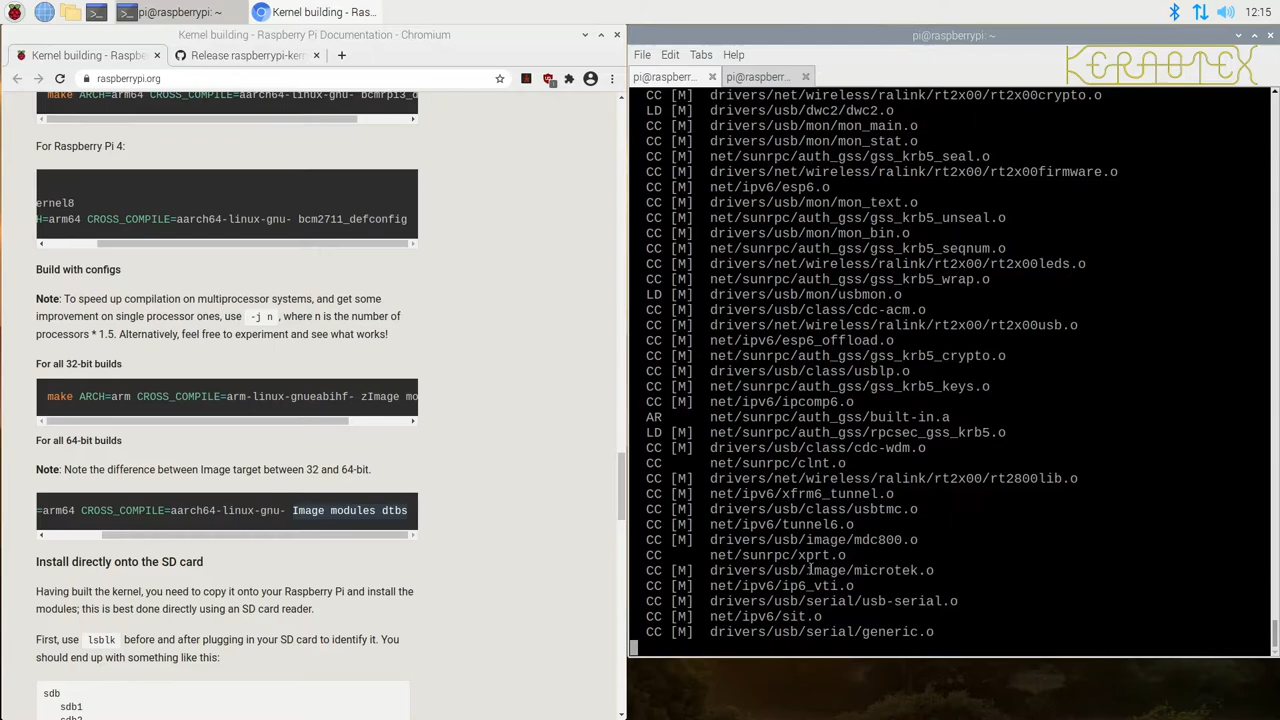 pi@raspberrypi: ~
Kernel building - Ras...
12:15
Kernel building - Raspberry Pi Documentation - Chromium
Kernel building - Raspbe
Release raspberrypi-kern
raspberrypi.org
make ARCH=arm64 CROSS_COMPILE=aarch64-linux-gnu- bcmrpi3_d
For Raspberry Pi 4:
ernel8
H=arm64 CROSS_COMPILE=aarch64-linux-gnu- bcm2711_defconfig
Build with configs
Note: To speed up compilation on multiprocessor systems, and get some
improvement on single processor ones, use -j n , where n is the number of
processors * 1.5. Alternatively, feel free to experiment and see what works!
For all 32-bit builds
make ARCH=arm CROSS_COMPILE=arm-linux-gnueabihf- zImage mo
For all 64-bit builds
Note: Note the difference between Image target between 32 and 64-bit.
=arm64 CROSS_COMPILE=aarch64-linux-gnu- Image modules dtbs
Install directly onto the SD card
Having built the kernel, you need to copy it onto your Raspberry Pi and install the
modules; this is best done directly using an SD card reader.
First, use lsblk before and after plugging in your SD card to identify it. You
should end up with something like this:
sdb
sdb1
sdb2
pi@raspberrypi: ~
File Edit Tabs Help
pi@raspberr... pi@raspberr...
CC [M] drivers/net/wireless/ralink/rt2x00/rt2x00crypto.o
LD [M] drivers/usb/dwc2/dwc2.o
CC [M] drivers/usb/mon/mon_main.o
CC [M] drivers/usb/mon/mon_stat.o
CC [M] net/sunrpc/auth_gss/gss_krb5_seal.o
CC [M] drivers/net/wireless/ralink/rt2x00/rt2x00firmware.o
CC [M] net/ipv6/esp6.o
CC [M] drivers/usb/mon/mon_text.o
CC [M] net/sunrpc/auth_gss/gss_krb5_unseal.o
CC [M] drivers/usb/mon/mon_bin.o
CC [M] net/sunrpc/auth_gss/gss_krb5_seqnum.o
CC [M] drivers/net/wireless/ralink/rt2x00/rt2x00leds.o
CC [M] net/sunrpc/auth_gss/gss_krb5_wrap.o
LD [M] drivers/usb/mon/usbmon.o
CC [M] drivers/usb/class/cdc-acm.o
CC [M] drivers/net/wireless/ralink/rt2x00/rt2x00usb.o
CC [M] net/ipv6/esp6_offload.o
CC [M] net/sunrpc/auth_gss/gss_krb5_crypto.o
CC [M] drivers/usb/class/usblp.o
CC [M] net/sunrpc/auth_gss/gss_krb5_keys.o
CC [M] net/ipv6/ipcomp6.o
AR net/sunrpc/auth_gss/built-in.a
LD [M] net/sunrpc/auth_gss/rpcsec_gss_krb5.o
CC [M] drivers/usb/class/cdc-wdm.o
CC net/sunrpc/clnt.o
CC [M] drivers/net/wireless/ralink/rt2x00/rt2800lib.o
CC [M] net/ipv6/xfrm6_tunnel.o
CC [M] drivers/usb/class/usbtmc.o
CC [M] net/ipv6/tunnel6.o
CC [M] drivers/usb/image/mdc800.o
CC net/sunrpc/xprt.o
CC [M] drivers/usb/image/microtek.o
CC [M] net/ipv6/ip6_vti.o
CC [M] drivers/usb/serial/usb-serial.o
CC [M] net/ipv6/sit.o
CC [M] drivers/usb/serial/generic.o